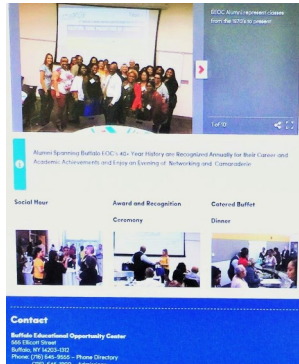 EEOC Alumni represent classes
from the 1970's to present
1 of 10
Alumni Spanning Buffalo EOC's 40+ Year History are Recognized Annually for their Career and
Academic Achievements and Enjoy an Evening of Networking and Camaraderie
Social Hour
Award and Recognition
Ceremony
Catered Buffet
Dinner
Contact
Buffalo Educational Opportunity Center
555 Ellicott Street
Buffalo, NY 14203-1312
Phone: (716) 645-9555 - Phone Directory